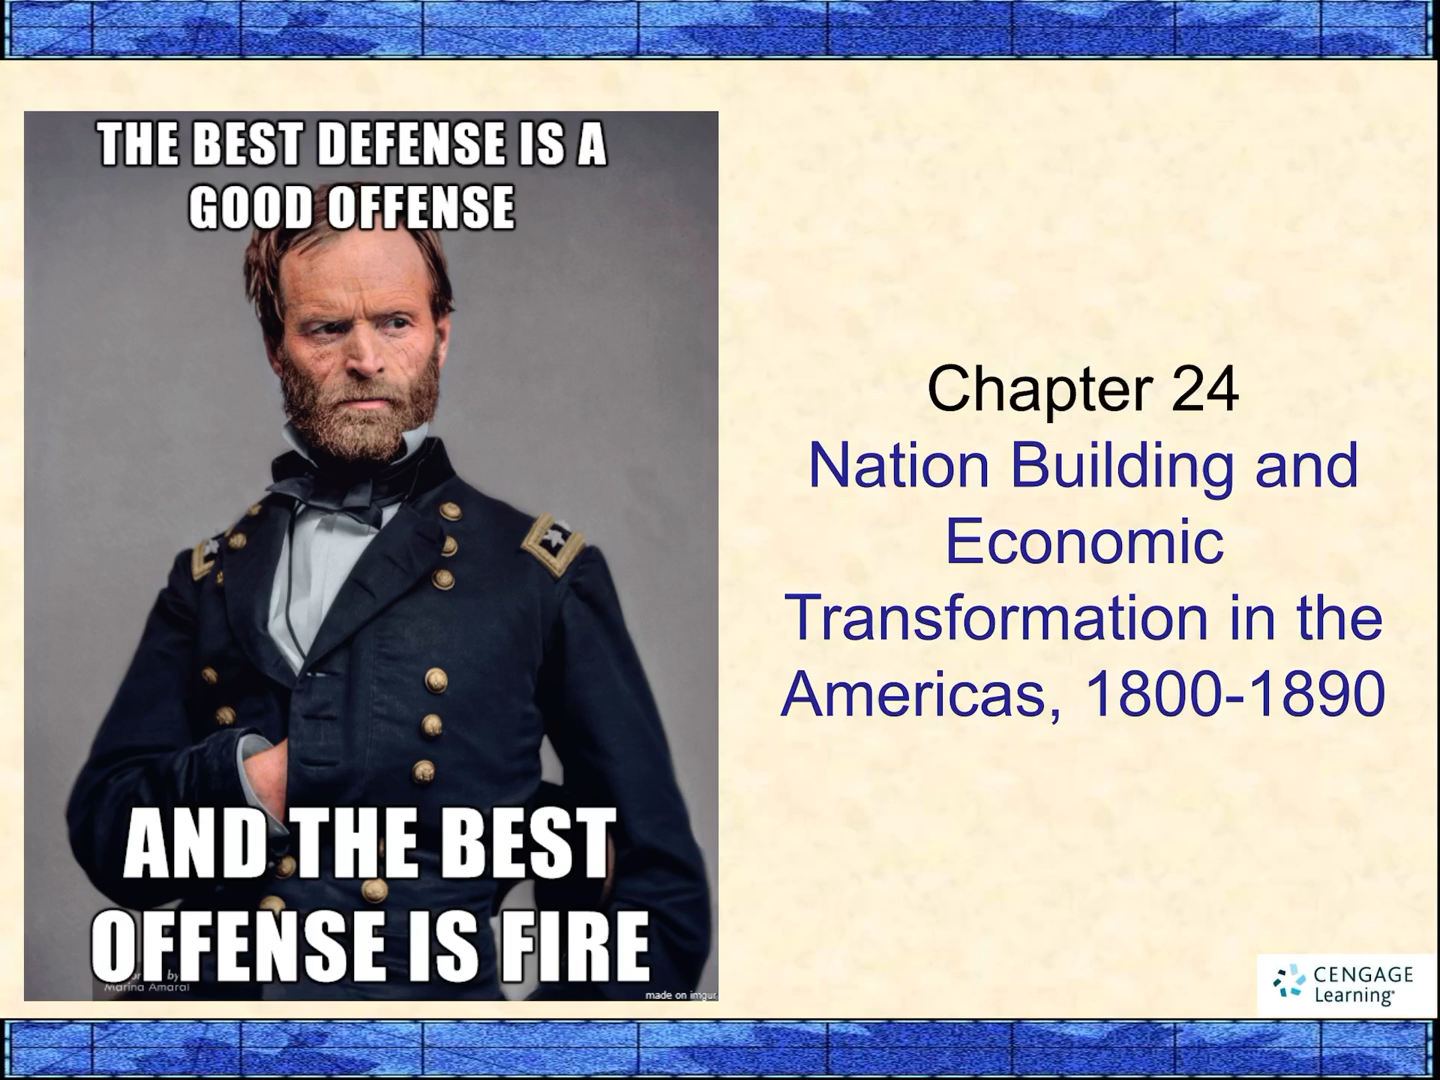 THE BEST DEFENSE IS A
GOOD OFFENSE
AND THE BEST
OFFENSE IS FIRE
by
Marina Amaral
made on imgur
Chapter 24
Nation Building and
Economic
Transformation in the
Americas, 1800-1890
CENGAGE
Learning®